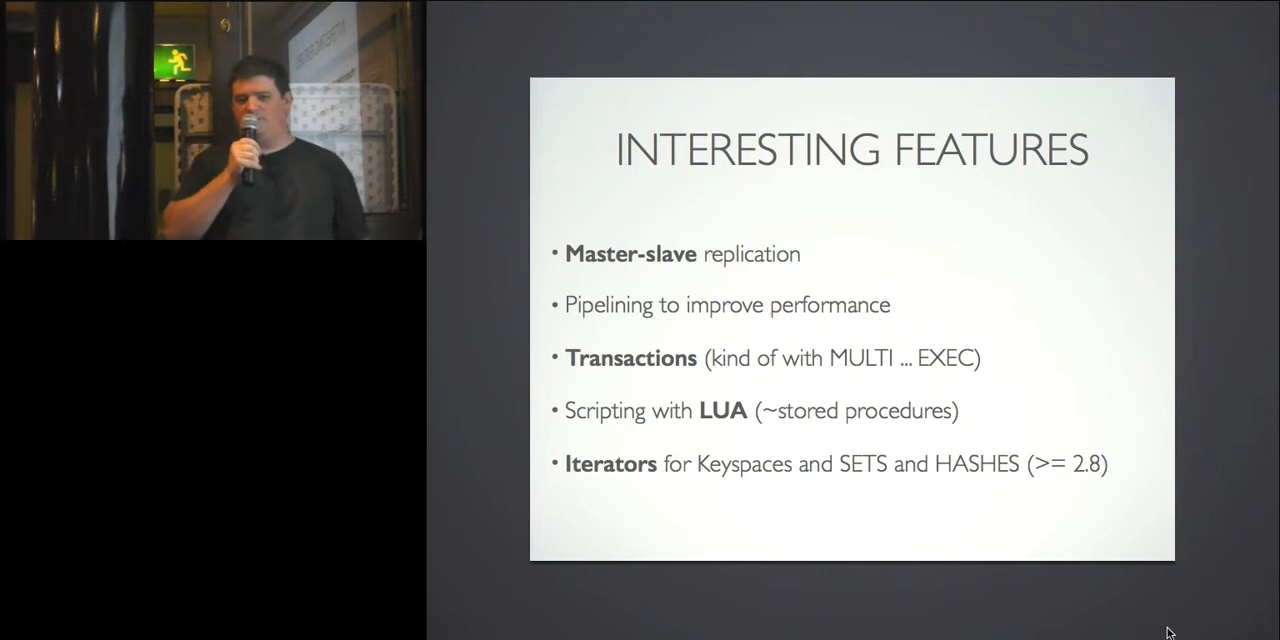 INTERESTING FEATURES
• Master-slave replication
• Pipelining to improve performance
• Transactions (kind of with MULTI ... EXEC)
• Scripting with LUA (~stored procedures)
• Iterators for Keyspaces and SETS and HASHES (>= 2.8)